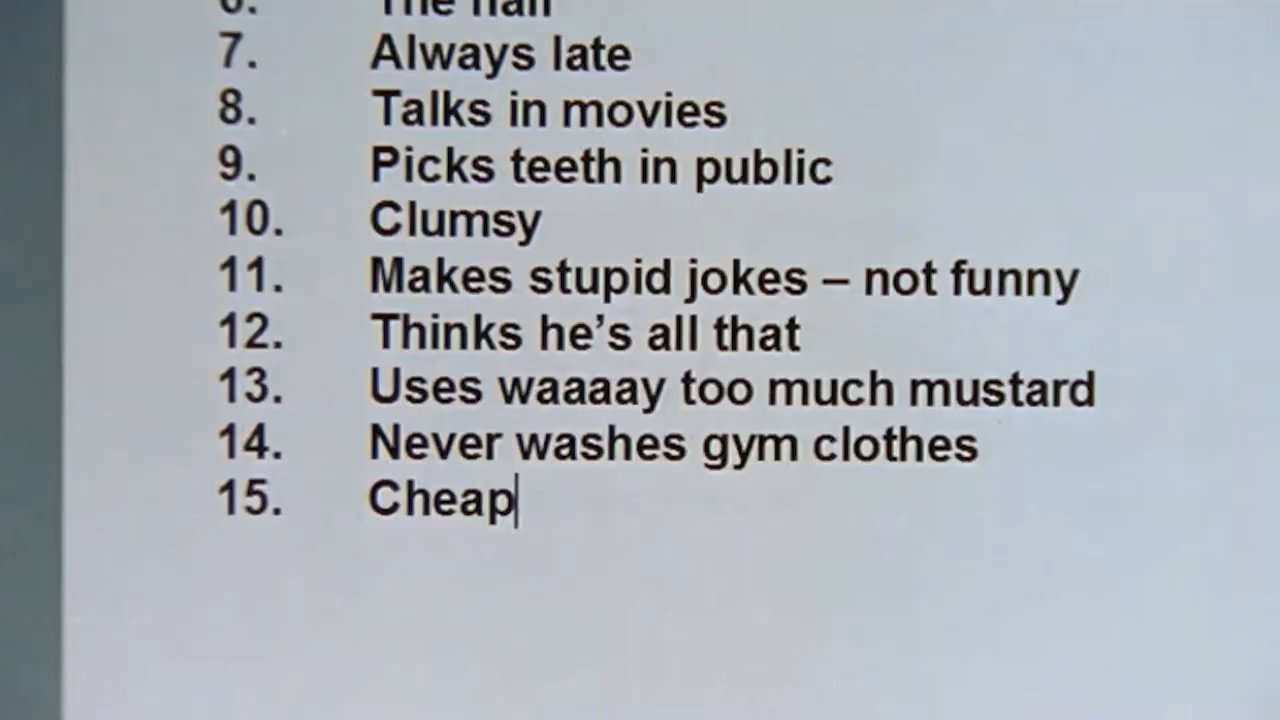 7. Always late
8. Talks in movies
9. Picks teeth in public
10. Clumsy
11. Makes stupid jokes – not funny
12. Thinks he’s all that
13. Uses waaaay too much mustard
14. Never washes gym clothes
15. Cheap